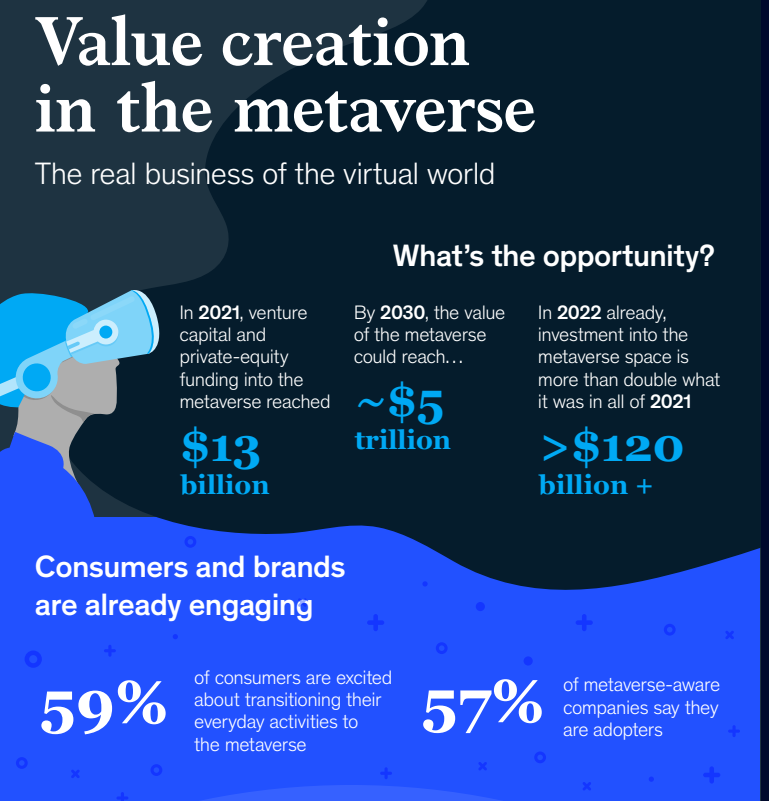 Value creation
in the metaverse
The real business of the virtual world
What's the opportunity?
In 2021, venture
capital and
private-equity
funding into the
metaverse reached
$13
billion
By 2030, the value
of the metaverse
could reach…
~$5
trillion
In 2022 already,
investment into the
metaverse space is
more than double what
it was in all of 2021
>$120
billion +
Consumers and brands
are already engaging
59%
of consumers are excited
about transitioning their
everyday activities to
the metaverse
57%
of metaverse-aware
companies say they
are adopters